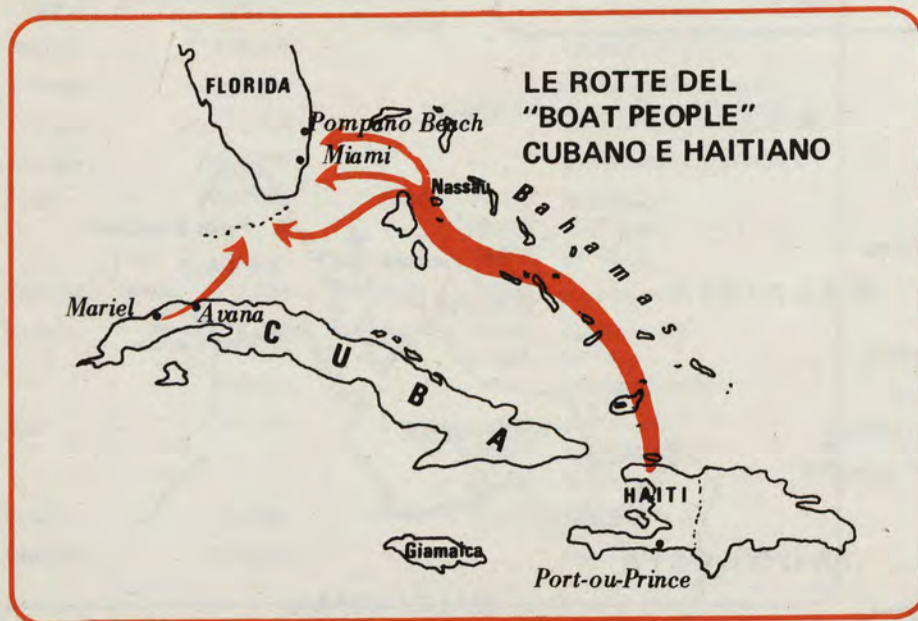 LE ROTTE DEL
"BOAT PEOPLE"
CUBANO E HAITIANO
FLORIDA
Pompano Beach
Miami
Nassau
Bahamas
Mariel
Avana
CUBA
HAITI
Giamaica
Port-ou-Prince